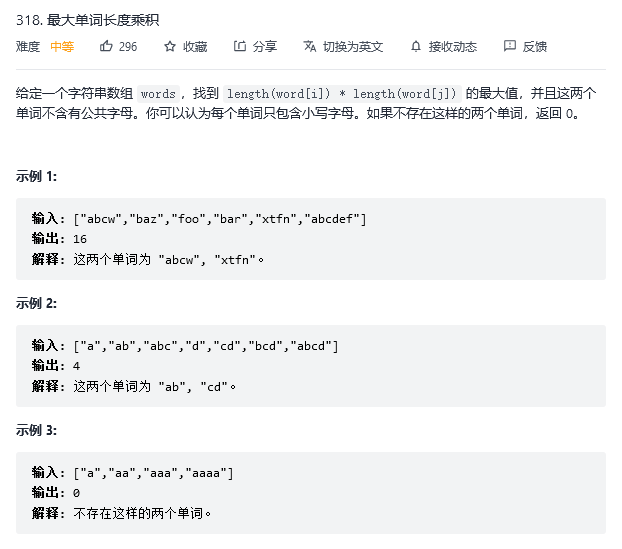 318. 最大单词长度乘积
难度 中等 296 收藏 分享 切换为英文 接收动态 反馈
给定一个字符串数组 words，找到 length(word[i]) * length(word[j]) 的最大值，并且这两个
单词不含有公共字母。你可以认为每个单词只包含小写字母。如果不存在这样的两个单词，返回 0。
示例 1:
输入: ["abcw","baz","foo","bar","xtfn","abcdef"]
输出: 16
解释: 这两个单词为 "abcw", "xtfn"。
示例 2:
输入: ["a","ab","abc","d","cd","bcd","abcd"]
输出: 4
解释: 这两个单词为 "ab", "cd"。
示例 3:
输入: ["a","aa","aaa","aaaa"]
输出: 0
解释: 不存在这样的两个单词。